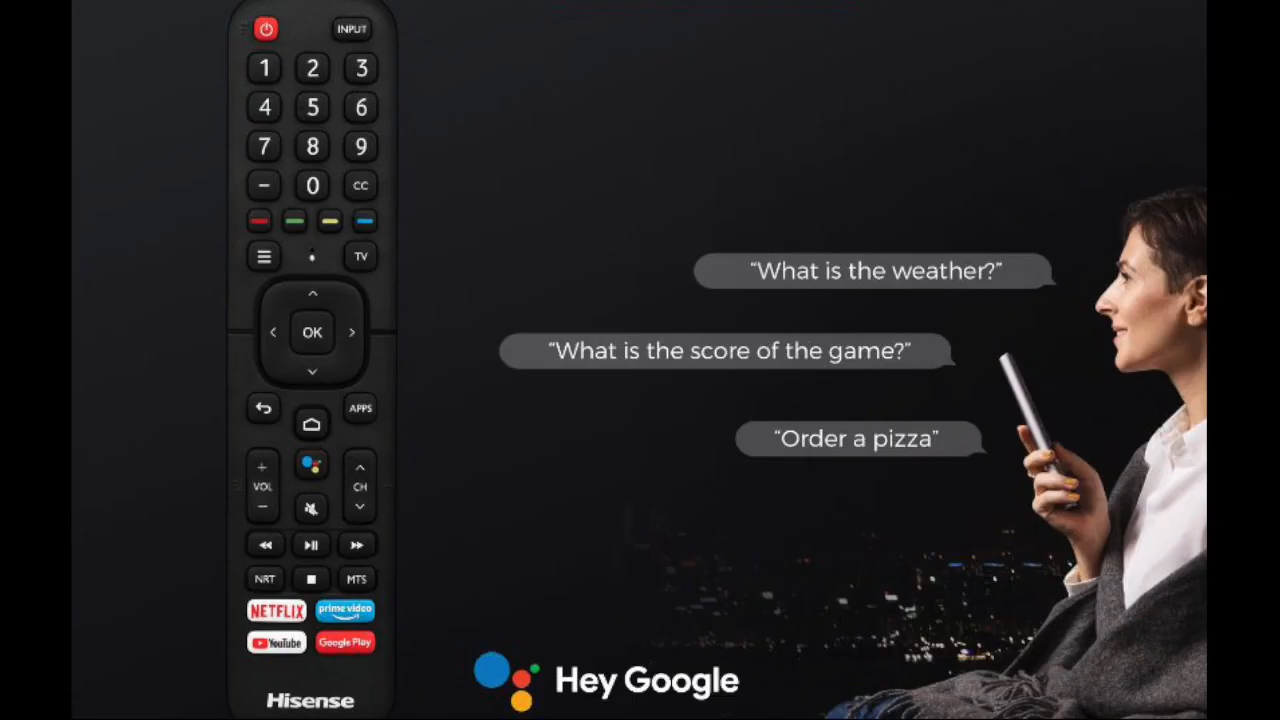 INPUT
1 2 3
4 5 6
7 8 9
– 0 CC
TV
OK
APPS
+
VOL
–
CH
NRT MTS
NETFLIX prime video
YouTube Google Play
Hisense
“What is the weather?”
“What is the score of the game?”
“Order a pizza”
Hey Google